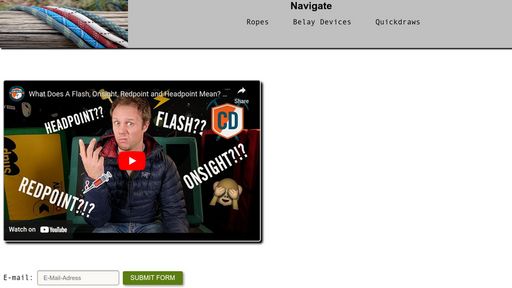 Navigate
Ropes Belay Devices Quickdraws
What Does A Flash, Onsight, Redpoint and Headpoint Mean? ...
Share
HEADPOINT??
FLASH??
CD
ONSIGHT?!?
REDPOINT?!?
Watch on YouTube
E-mail: E-Mail-Adress SUBMIT FORM